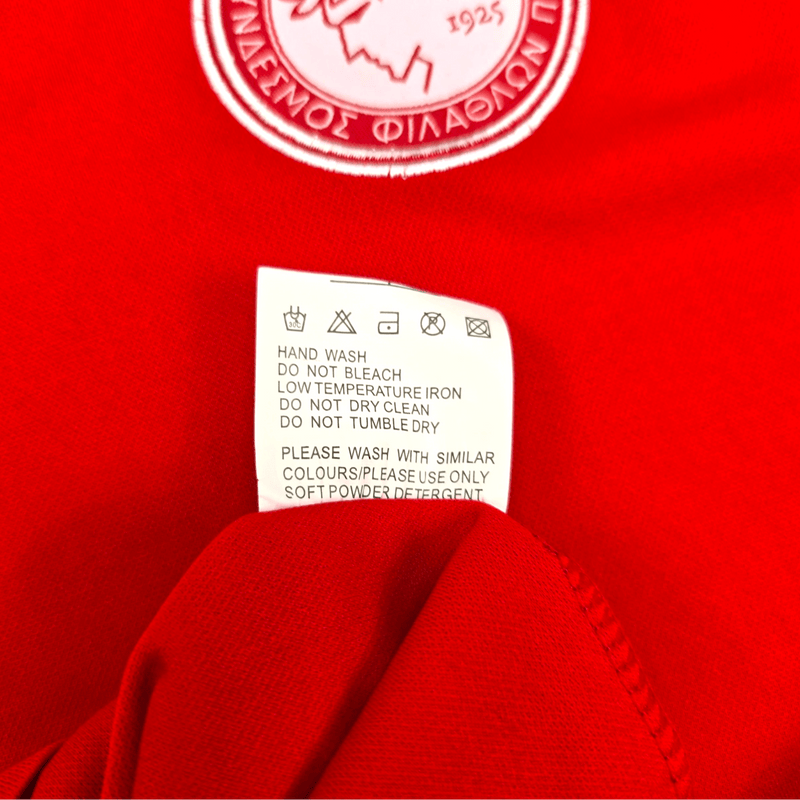 1925
ΥΝΔΕΣΜΟΣ ΦΙΛΑΘΛΩΝ Π
HAND WASH
DO NOT BLEACH
LOW TEMPERATURE IRON
DO NOT DRY CLEAN
DO NOT TUMBLE DRY
PLEASE WASH WITH SIMILAR
COLOURS/PLEASE USE ONLY
SOFT POWDER DETERGENT